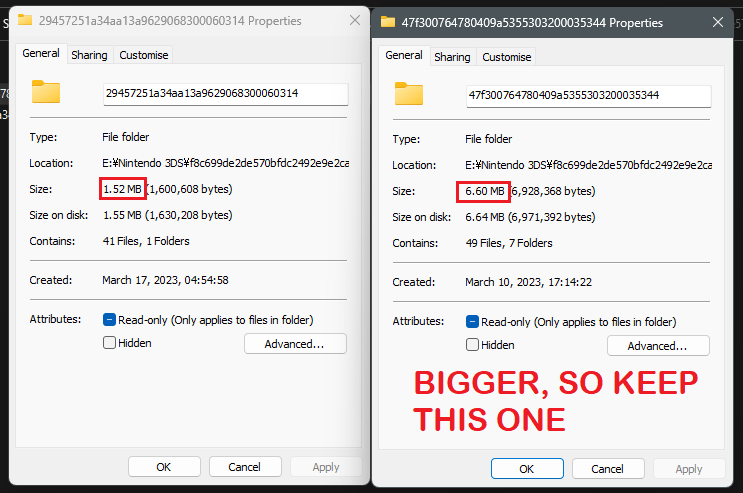 29457251a34aa13a9629068300060314 Properties
General Sharing Customise
29457251a34aa13a9629068300060314
Type: File folder
Location: E:¥Nintendo 3DS¥f8c699de2de570bfdc2492e9e2ca
Size: 1.52 MB (1,600,608 bytes)
Size on disk: 1.55 MB (1,630,208 bytes)
Contains: 41 Files, 1 Folders
Created: March 17, 2023, 04:54:58
Attributes: Read-only (Only applies to files in folder)
Hidden Advanced...
OK Cancel Apply
47f300764780409a5355303200035344 Properties
General Sharing Customise
47f300764780409a5355303200035344
Type: File folder
Location: E:¥Nintendo 3DS¥f8c699de2de570bfdc2492e9e2ca
Size: 6.60 MB (6,928,368 bytes)
Size on disk: 6.64 MB (6,971,392 bytes)
Contains: 49 Files, 7 Folders
Created: March 10, 2023, 17:14:22
Attributes: Read-only (Only applies to files in folder)
Hidden Advanced...
BIGGER, SO KEEP
THIS ONE
OK Cancel Apply